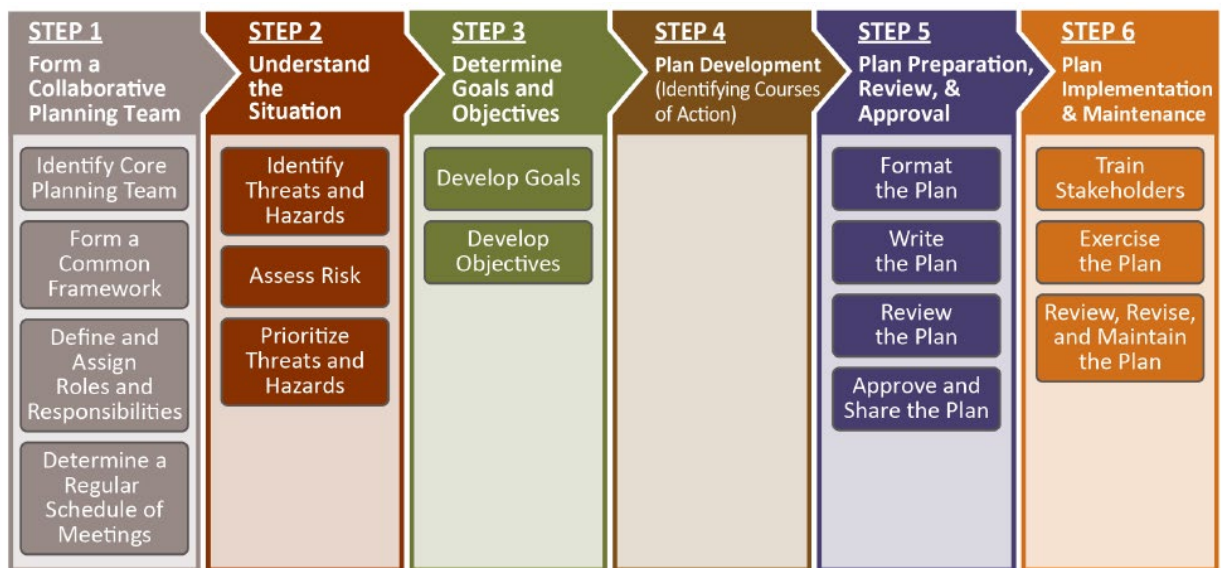 STEP 1
Form a
Collaborative
Planning Team
Identify Core
Planning Team
Form a
Common
Framework
Define and
Assign
Roles and
Responsibilities
Determine a
Regular
Schedule of
Meetings
STEP 2
Understand
the
Situation
Identify
Threats and
Hazards
Assess Risk
Prioritize
Threats and
Hazards
STEP 3
Determine
Goals and
Objectives
Develop Goals
Develop
Objectives
STEP 4
Plan Development
(Identifying Courses
of Action)
STEP 5
Plan Preparation,
Review, &
Approval
Format
the Plan
Write
the Plan
Review
the Plan
Approve and
Share the Plan
STEP 6
Plan
Implementation
& Maintenance
Train
Stakeholders
Exercise
the Plan
Review, Revise,
and Maintain
the Plan